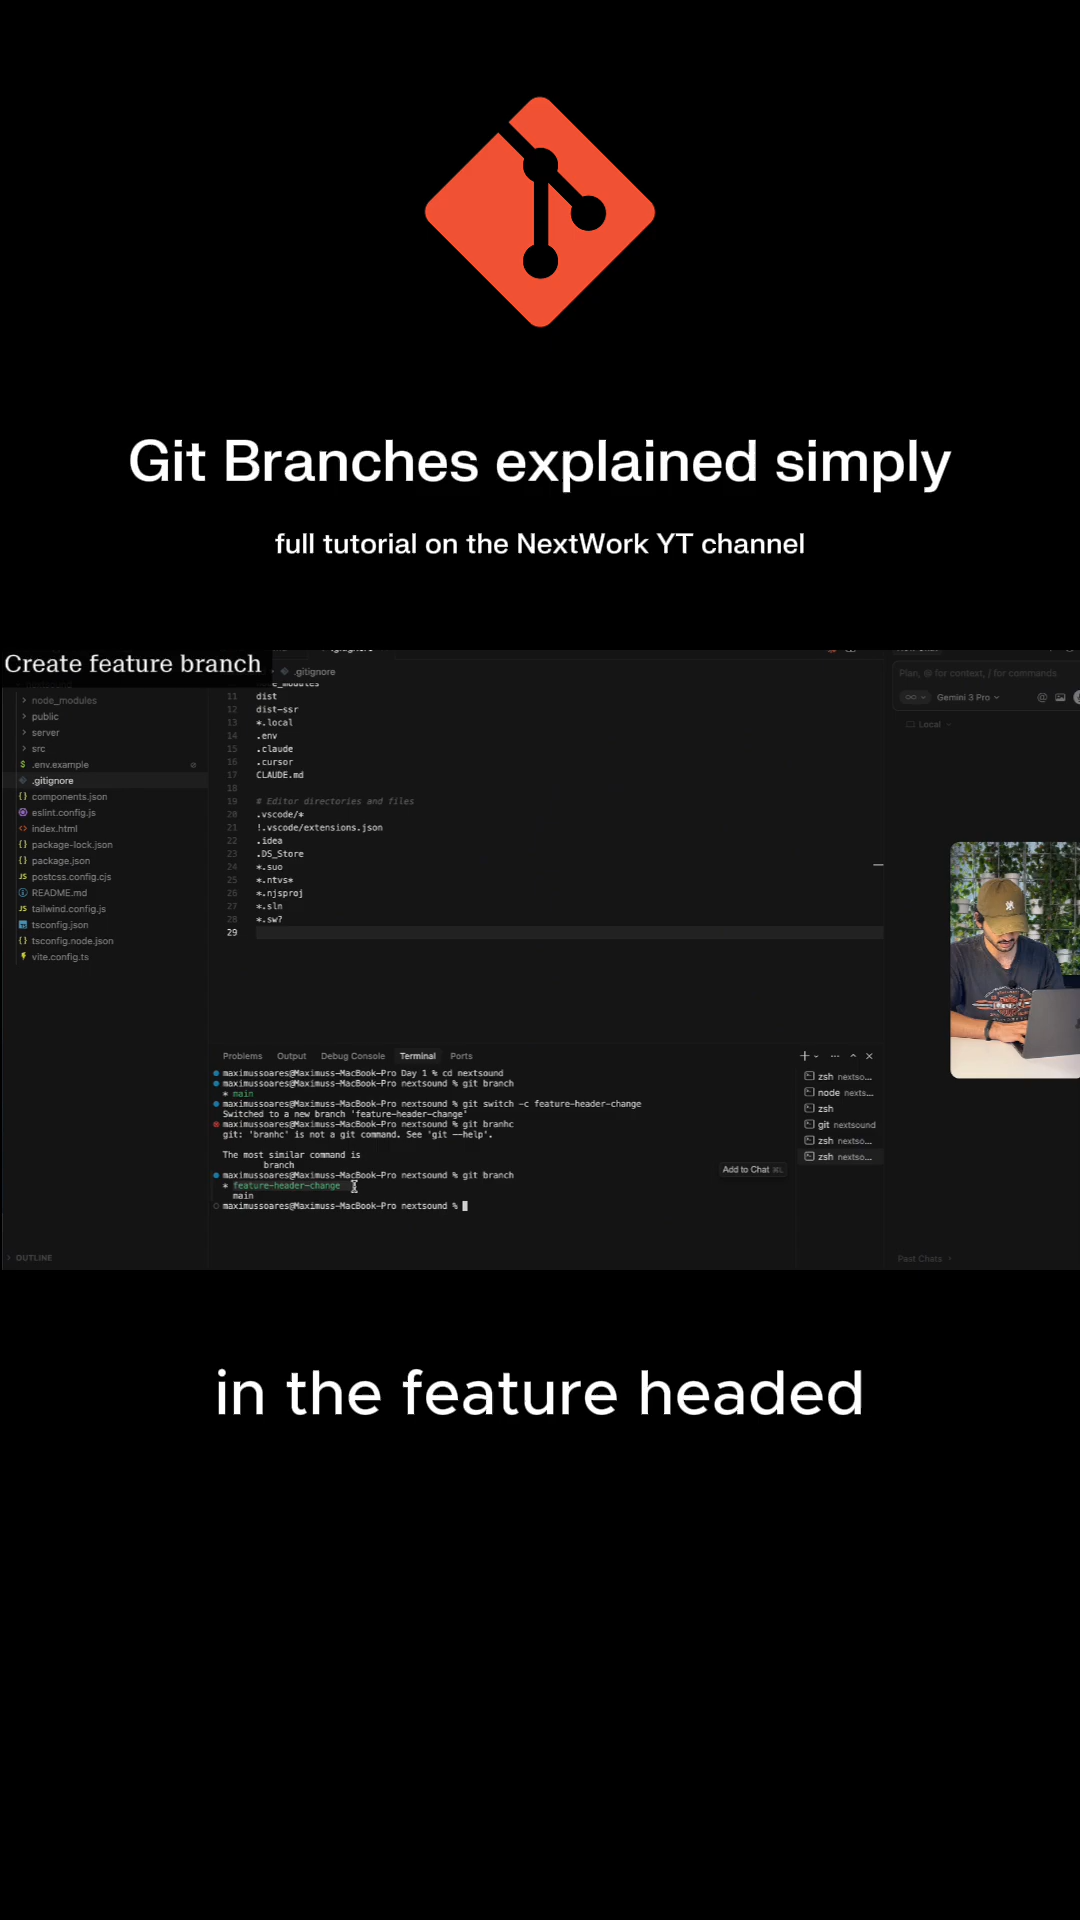 Git Branches explained simply
full tutorial on the NextWork YT channel
Create feature branch
.gitignore
Plan, @ for context, / for commands
Gemini 3 Pro
Local
node_modules
public
server
src
$ .env.example
.gitignore
{} components.json
eslint.config.js
<> index.html
{} package-lock.json
{} package.json
JS postcss.config.cjs
README.md
JS tailwind.config.js
tsconfig.json
{} tsconfig.node.json
vite.config.ts
OUTLINE
11 dist
12 dist-ssr
13 *.local
14 .env
15 .claude
16 .cursor
17 CLAUDE.md
18
19 # Editor directories and files
20 .vscode/*
21 !.vscode/extensions.json
22 .idea
23 .DS_Store
24 *.suo
25 *.ntvs*
26 *.njsproj
27 *.sln
28 *.sw?
29
Problems Output Debug Console Terminal Ports
maximussoares@Maximuss-MacBook-Pro Day 1 % cd nextsound
maximussoares@Maximuss-MacBook-Pro nextsound % git branch
* main
maximussoares@Maximuss-MacBook-Pro nextsound % git switch -c feature-header-change
Switched to a new branch 'feature-header-change'
maximussoares@Maximuss-MacBook-Pro nextsound % git branhc
git: 'branhc' is not a git command. See 'git --help'.
The most similar command is
branch
maximussoares@Maximuss-MacBook-Pro nextsound % git branch
* feature-header-change
main
maximussoares@Maximuss-MacBook-Pro nextsound %
zsh nextso...
node nexts...
zsh
git nextsound
zsh nextso...
zsh nextso...
Add to Chat ⌘L
Past Chats
in the feature headed